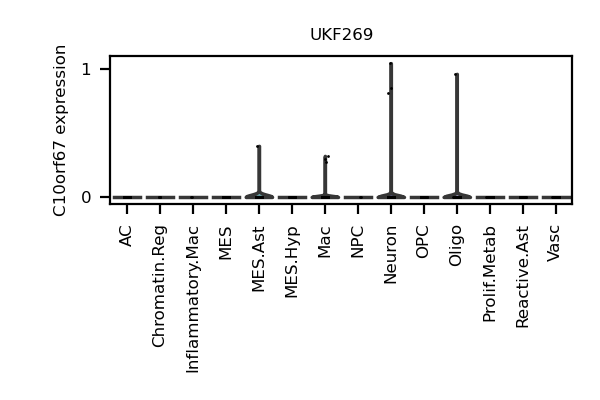 UKF269
C10orf67 expression
1
0
AC
Chromatin.Reg
Inflammatory.Mac
MES
MES.Ast
MES.Hyp
Mac
NPC
Neuron
OPC
Oligo
Prolif.Metab
Reactive.Ast
Vasc